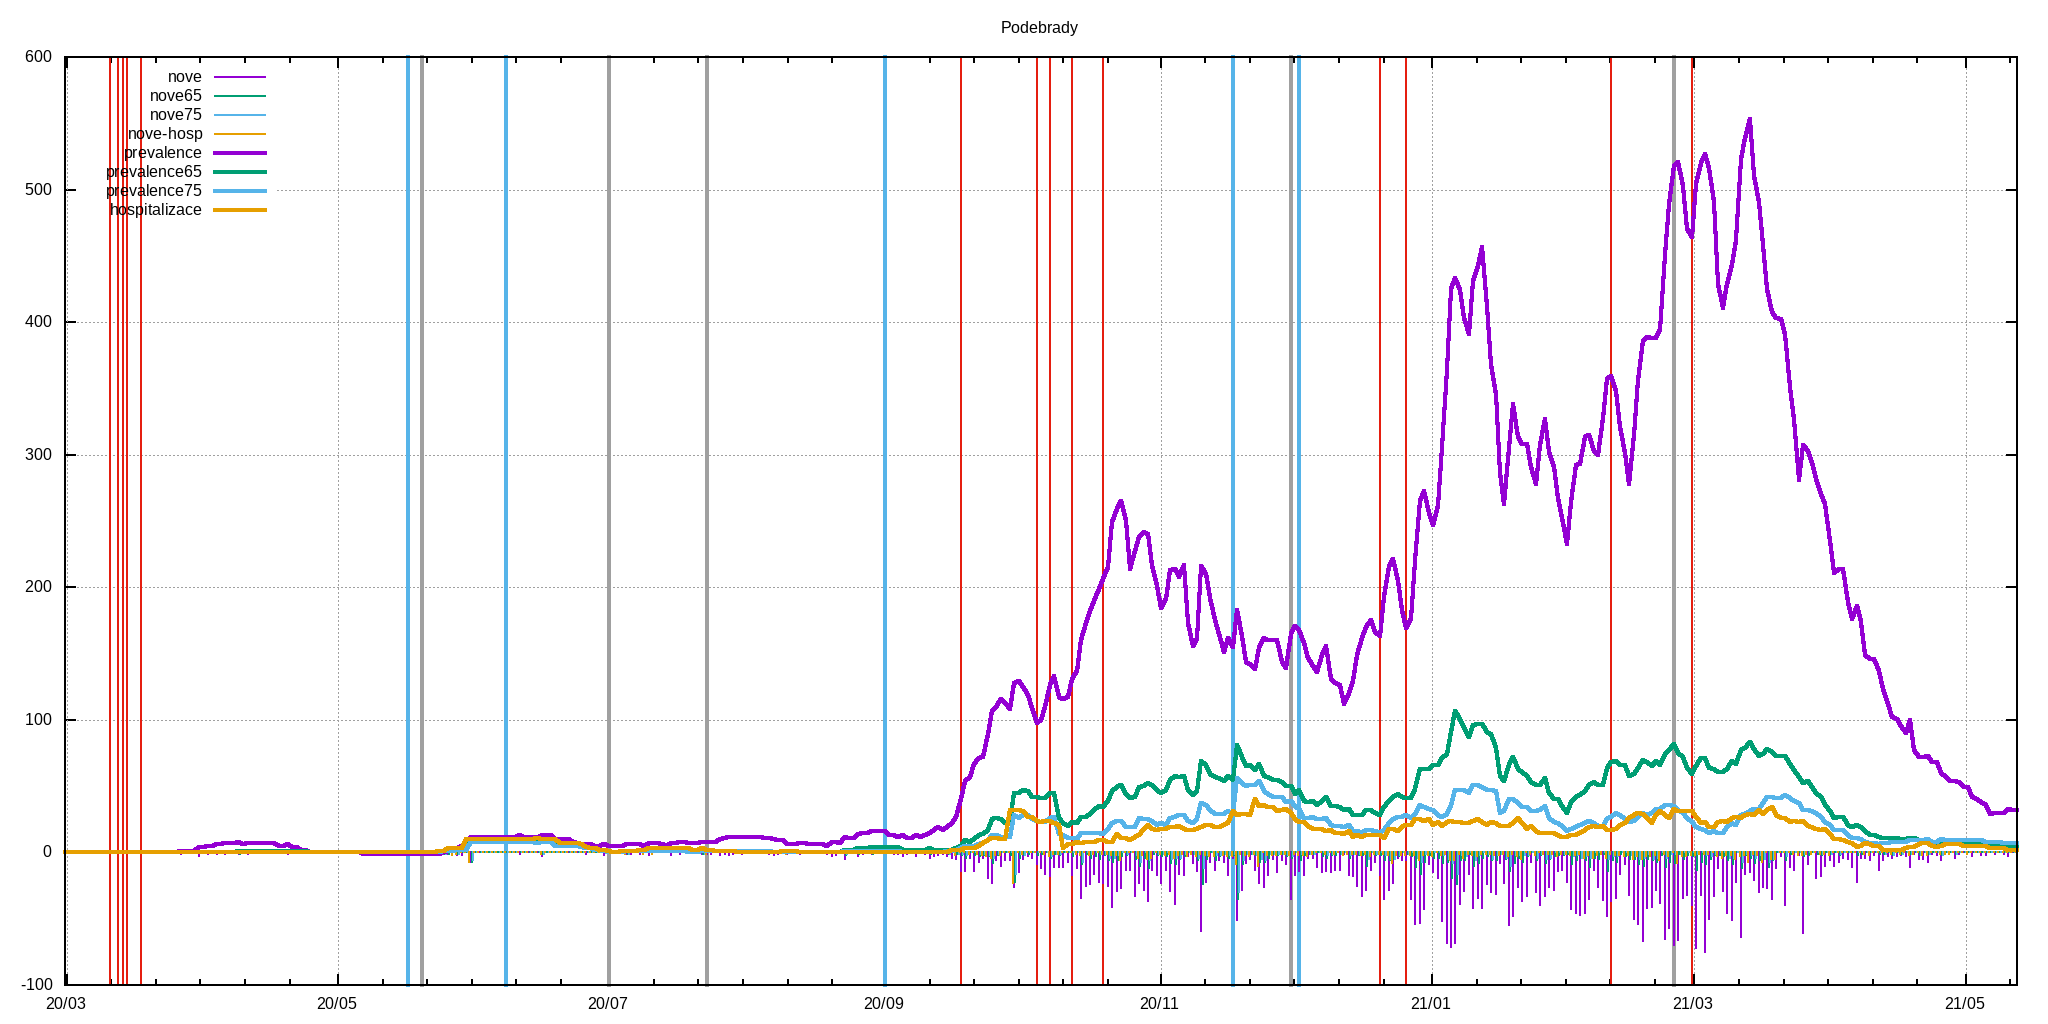 Podebrady
600
500
400
300
200
100
0
-100
nove
nove65
nove75
nove-hosp
prevalence
prevalence65
prevalence75
hospitalizace
20/03
20/05
20/07
20/09
20/11
21/01
21/03
21/05